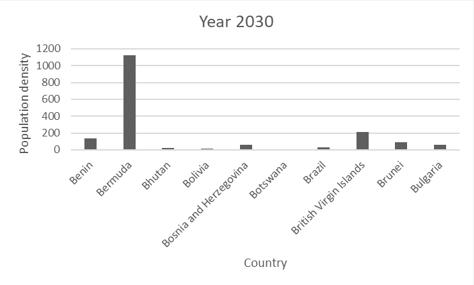 Year 2030
Population density
1200
1000
800
600
400
200
0
Benin
Bermuda
Bhutan
Bolivia
Bosnia and Herzegovina
Botswana
Brazil
British Virgin Islands
Brunei
Bulgaria
Country